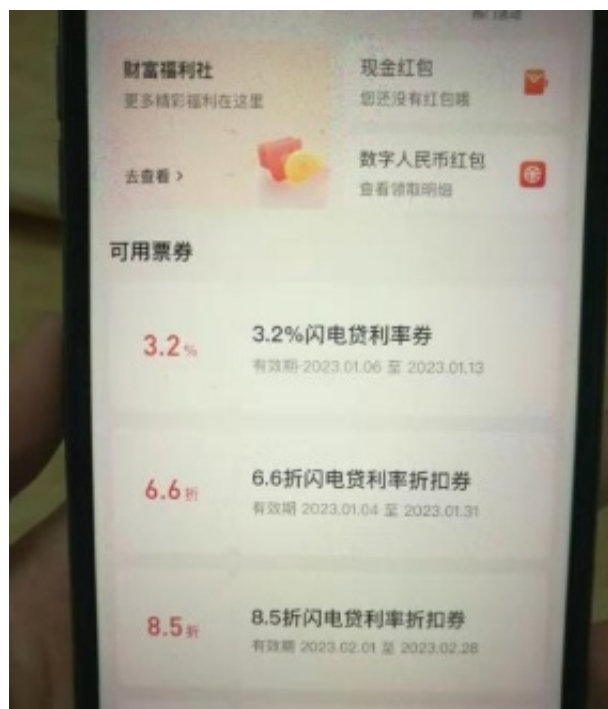 热门活动
财富福利社
更多精彩福利在这里
去查看 >
现金红包
您还没有红包哦
数字人民币红包
查看领取明细
可用票券
3.2%
3.2%闪电贷利率券
有效期 2023.01.06 至 2023.01.13
6.6折
6.6折闪电贷利率折扣券
有效期 2023.01.04 至 2023.01.31
8.5折
8.5折闪电贷利率折扣券
有效期 2023.02.01 至 2023.02.28